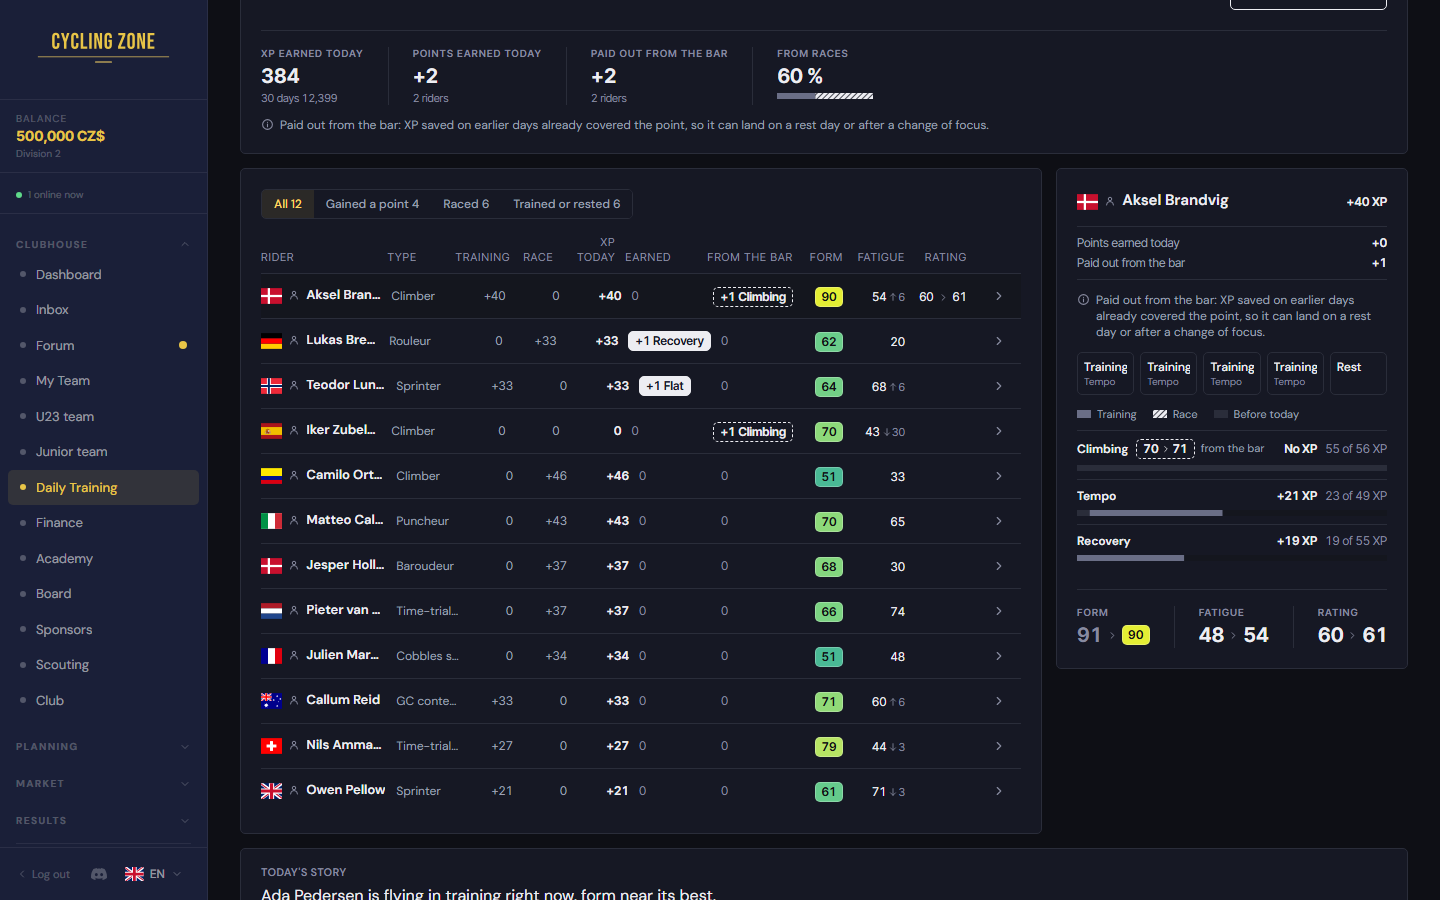 CYCLING ZONE
BALANCE
500,000 CZ$
Division 2
1 online now
CLUBHOUSE
Dashboard
Inbox
Forum
My Team
U23 team
Junior team
Daily Training
Finance
Academy
Board
Sponsors
Scouting
Club
PLANNING
MARKET
RESULTS
Log out EN
XP EARNED TODAY POINTS EARNED TODAY PAID OUT FROM THE BAR FROM RACES
384 +2 +2 60 %
30 days 12,399 2 riders 2 riders
Paid out from the bar: XP saved on earlier days already covered the point, so it can land on a rest day or after a change of focus.
All 12 Gained a point 4 Raced 6 Trained or rested 6
RIDER TYPE TRAINING RACE XP TODAY EARNED FROM THE BAR FORM FATIGUE RATING
Aksel Bran... Climber +40 0 +40 0 +1 Climbing 90 54 ↑ 6 60 › 61
Lukas Bre... Rouleur 0 +33 +33 +1 Recovery 0 62 20
Teodor Lun... Sprinter +33 0 +33 +1 Flat 0 64 68 ↑ 6
Iker Zubel... Climber 0 0 0 0 +1 Climbing 70 43 ↓ 30
Camilo Ort... Climber 0 +46 +46 0 0 51 33
Matteo Cal... Puncheur 0 +43 +43 0 0 70 65
Jesper Holl... Baroudeur 0 +37 +37 0 0 68 30
Pieter van ... Time-trial... 0 +37 +37 0 0 66 74
Julien Mar... Cobbles s... 0 +34 +34 0 0 51 48
Callum Reid GC conte... +33 0 +33 0 0 71 60 ↑ 6
Nils Amma... Time-trial... +27 0 +27 0 0 79 44 ↓ 3
Owen Pellow Sprinter +21 0 +21 0 0 61 71 ↓ 3
Aksel Brandvig +40 XP
Points earned today +0
Paid out from the bar +1
Paid out from the bar: XP saved on earlier days
already covered the point, so it can land on a rest
day or after a change of focus.
Training Training Training Training Rest
Tempo Tempo Tempo Tempo
Training Race Before today
Climbing 70 › 71 from the bar No XP 55 of 56 XP
Tempo +21 XP 23 of 49 XP
Recovery +19 XP 19 of 55 XP
FORM FATIGUE RATING
91 › 90 48 › 54 60 › 61
TODAY'S STORY
Ada Pedersen is flying in training right now, form near its best.